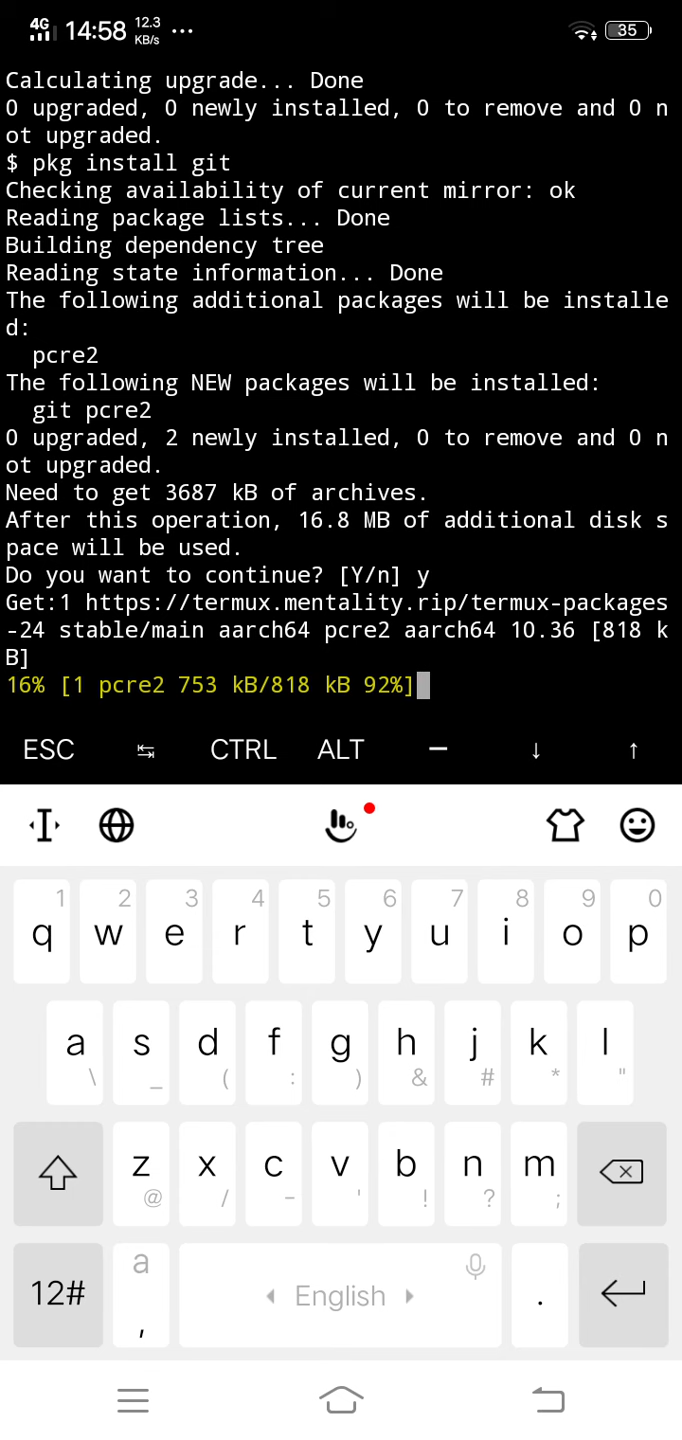 4G 14:58 12.3 KB/s ... 35
Calculating upgrade... Done
0 upgraded, 0 newly installed, 0 to remove and 0 n
ot upgraded.
$ pkg install git
Checking availability of current mirror: ok
Reading package lists... Done
Building dependency tree
Reading state information... Done
The following additional packages will be installe
d:
  pcre2
The following NEW packages will be installed:
  git pcre2
0 upgraded, 2 newly installed, 0 to remove and 0 n
ot upgraded.
Need to get 3687 kB of archives.
After this operation, 16.8 MB of additional disk s
pace will be used.
Do you want to continue? [Y/n] y
Get:1 https://termux.mentality.rip/termux-packages
-24 stable/main aarch64 pcre2 aarch64 10.36 [818 k
B]
16% [1 pcre2 753 kB/818 kB 92%]
ESC ↹ CTRL ALT — ↓ ↑
1 2 3 4 5 6 7 8 9 0
q w e r t y u i o p
a s d f g h j k l
\ _ ( : ) & # * "
z x c v b n m
@ / - ' ! ? ;
12# a , English .